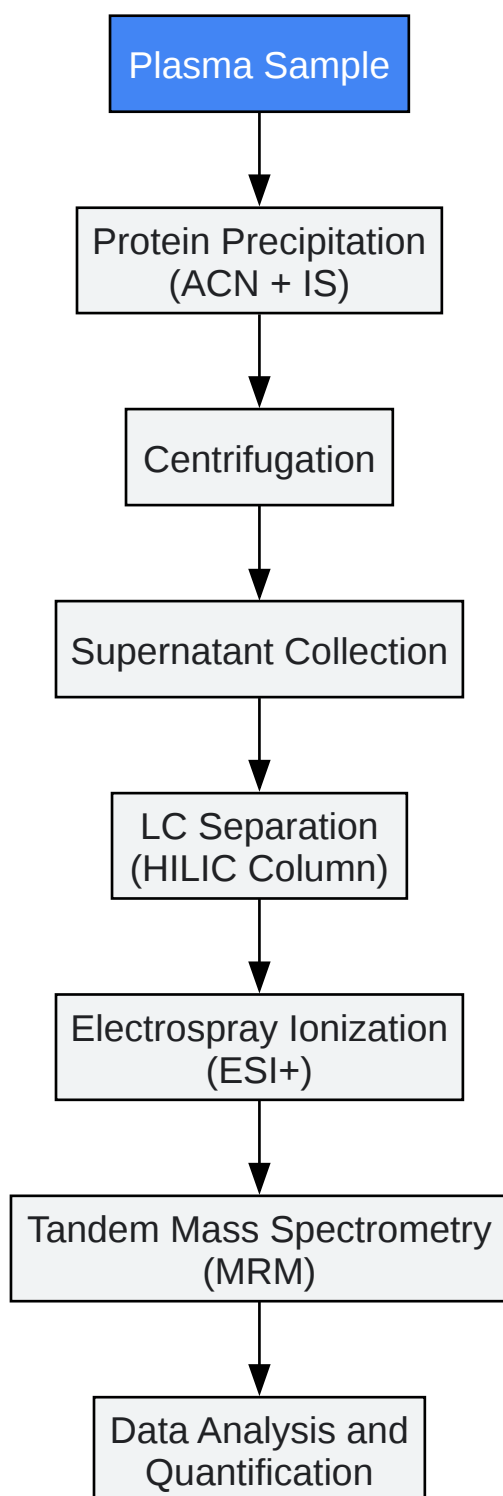 Plasma Sample
Protein Precipitation
(ACN + IS)
Centrifugation
Supernatant Collection
LC Separation
(HILIC Column)
Electrospray Ionization
(ESI+)
Tandem Mass Spectrometry
(MRM)
Data Analysis and
Quantification